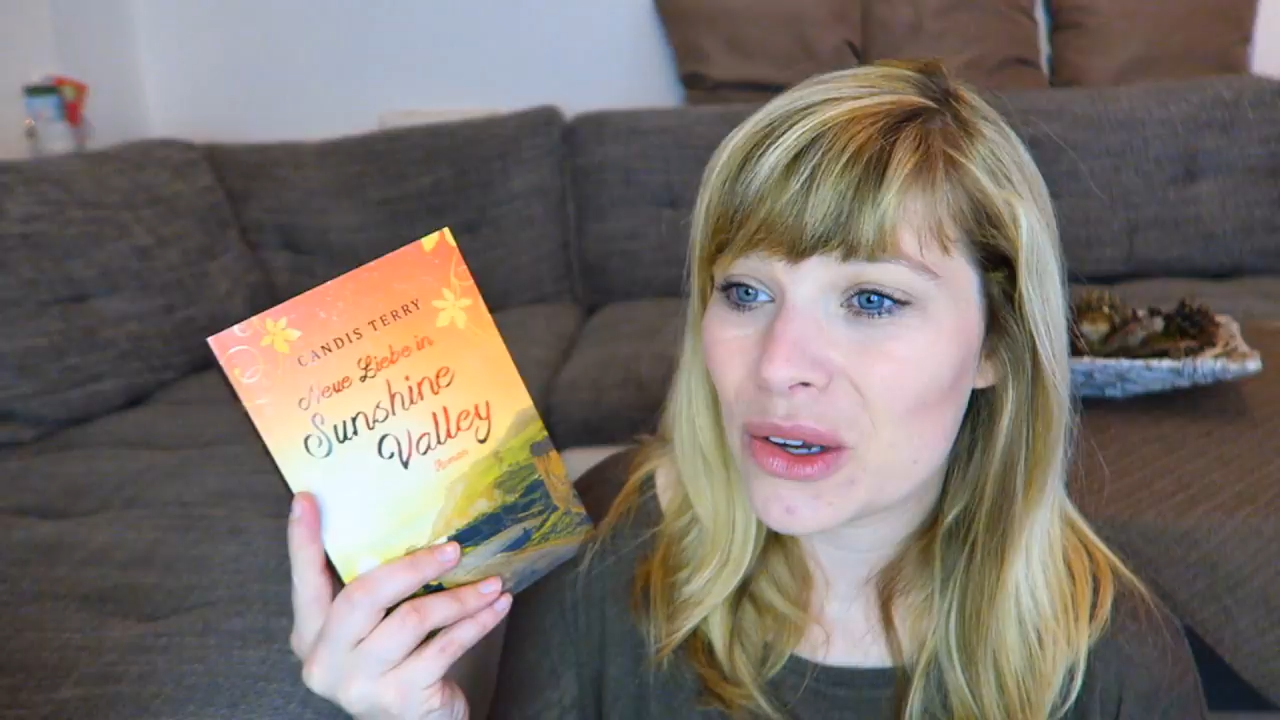 CANDIS TERRY
Neue Liebe in
Sunshine
Valley
Roman